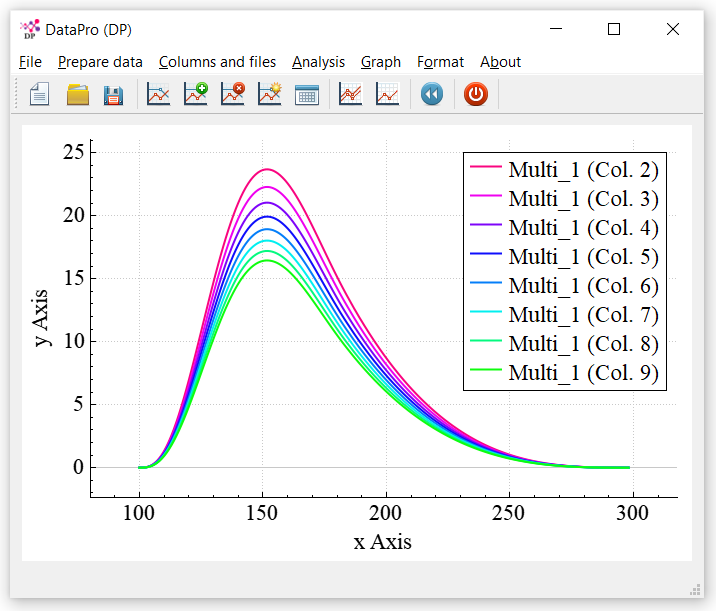 DP DataPro (DP)
File Prepare data Columns and files Analysis Graph Format About
25
20
15
10
5
0
y Axis
100 150 200 250 300
x Axis
Multi_1 (Col. 2)
Multi_1 (Col. 3)
Multi_1 (Col. 4)
Multi_1 (Col. 5)
Multi_1 (Col. 6)
Multi_1 (Col. 7)
Multi_1 (Col. 8)
Multi_1 (Col. 9)